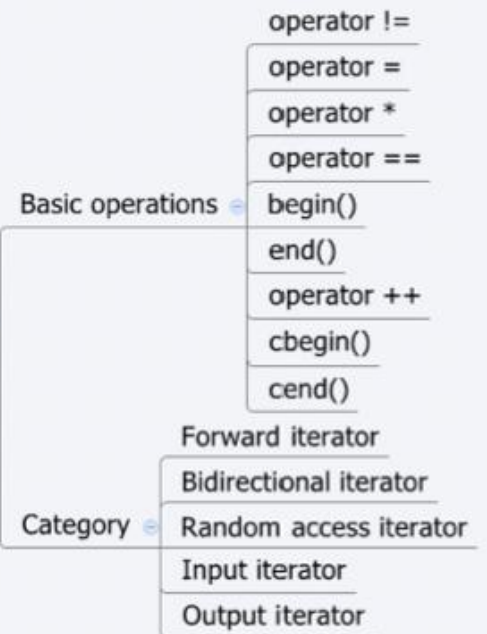 operator !=
operator =
operator *
operator ==
Basic operations
begin()
end()
operator ++
cbegin()
cend()
Forward iterator
Bidirectional iterator
Category
Random access iterator
Input iterator
Output iterator